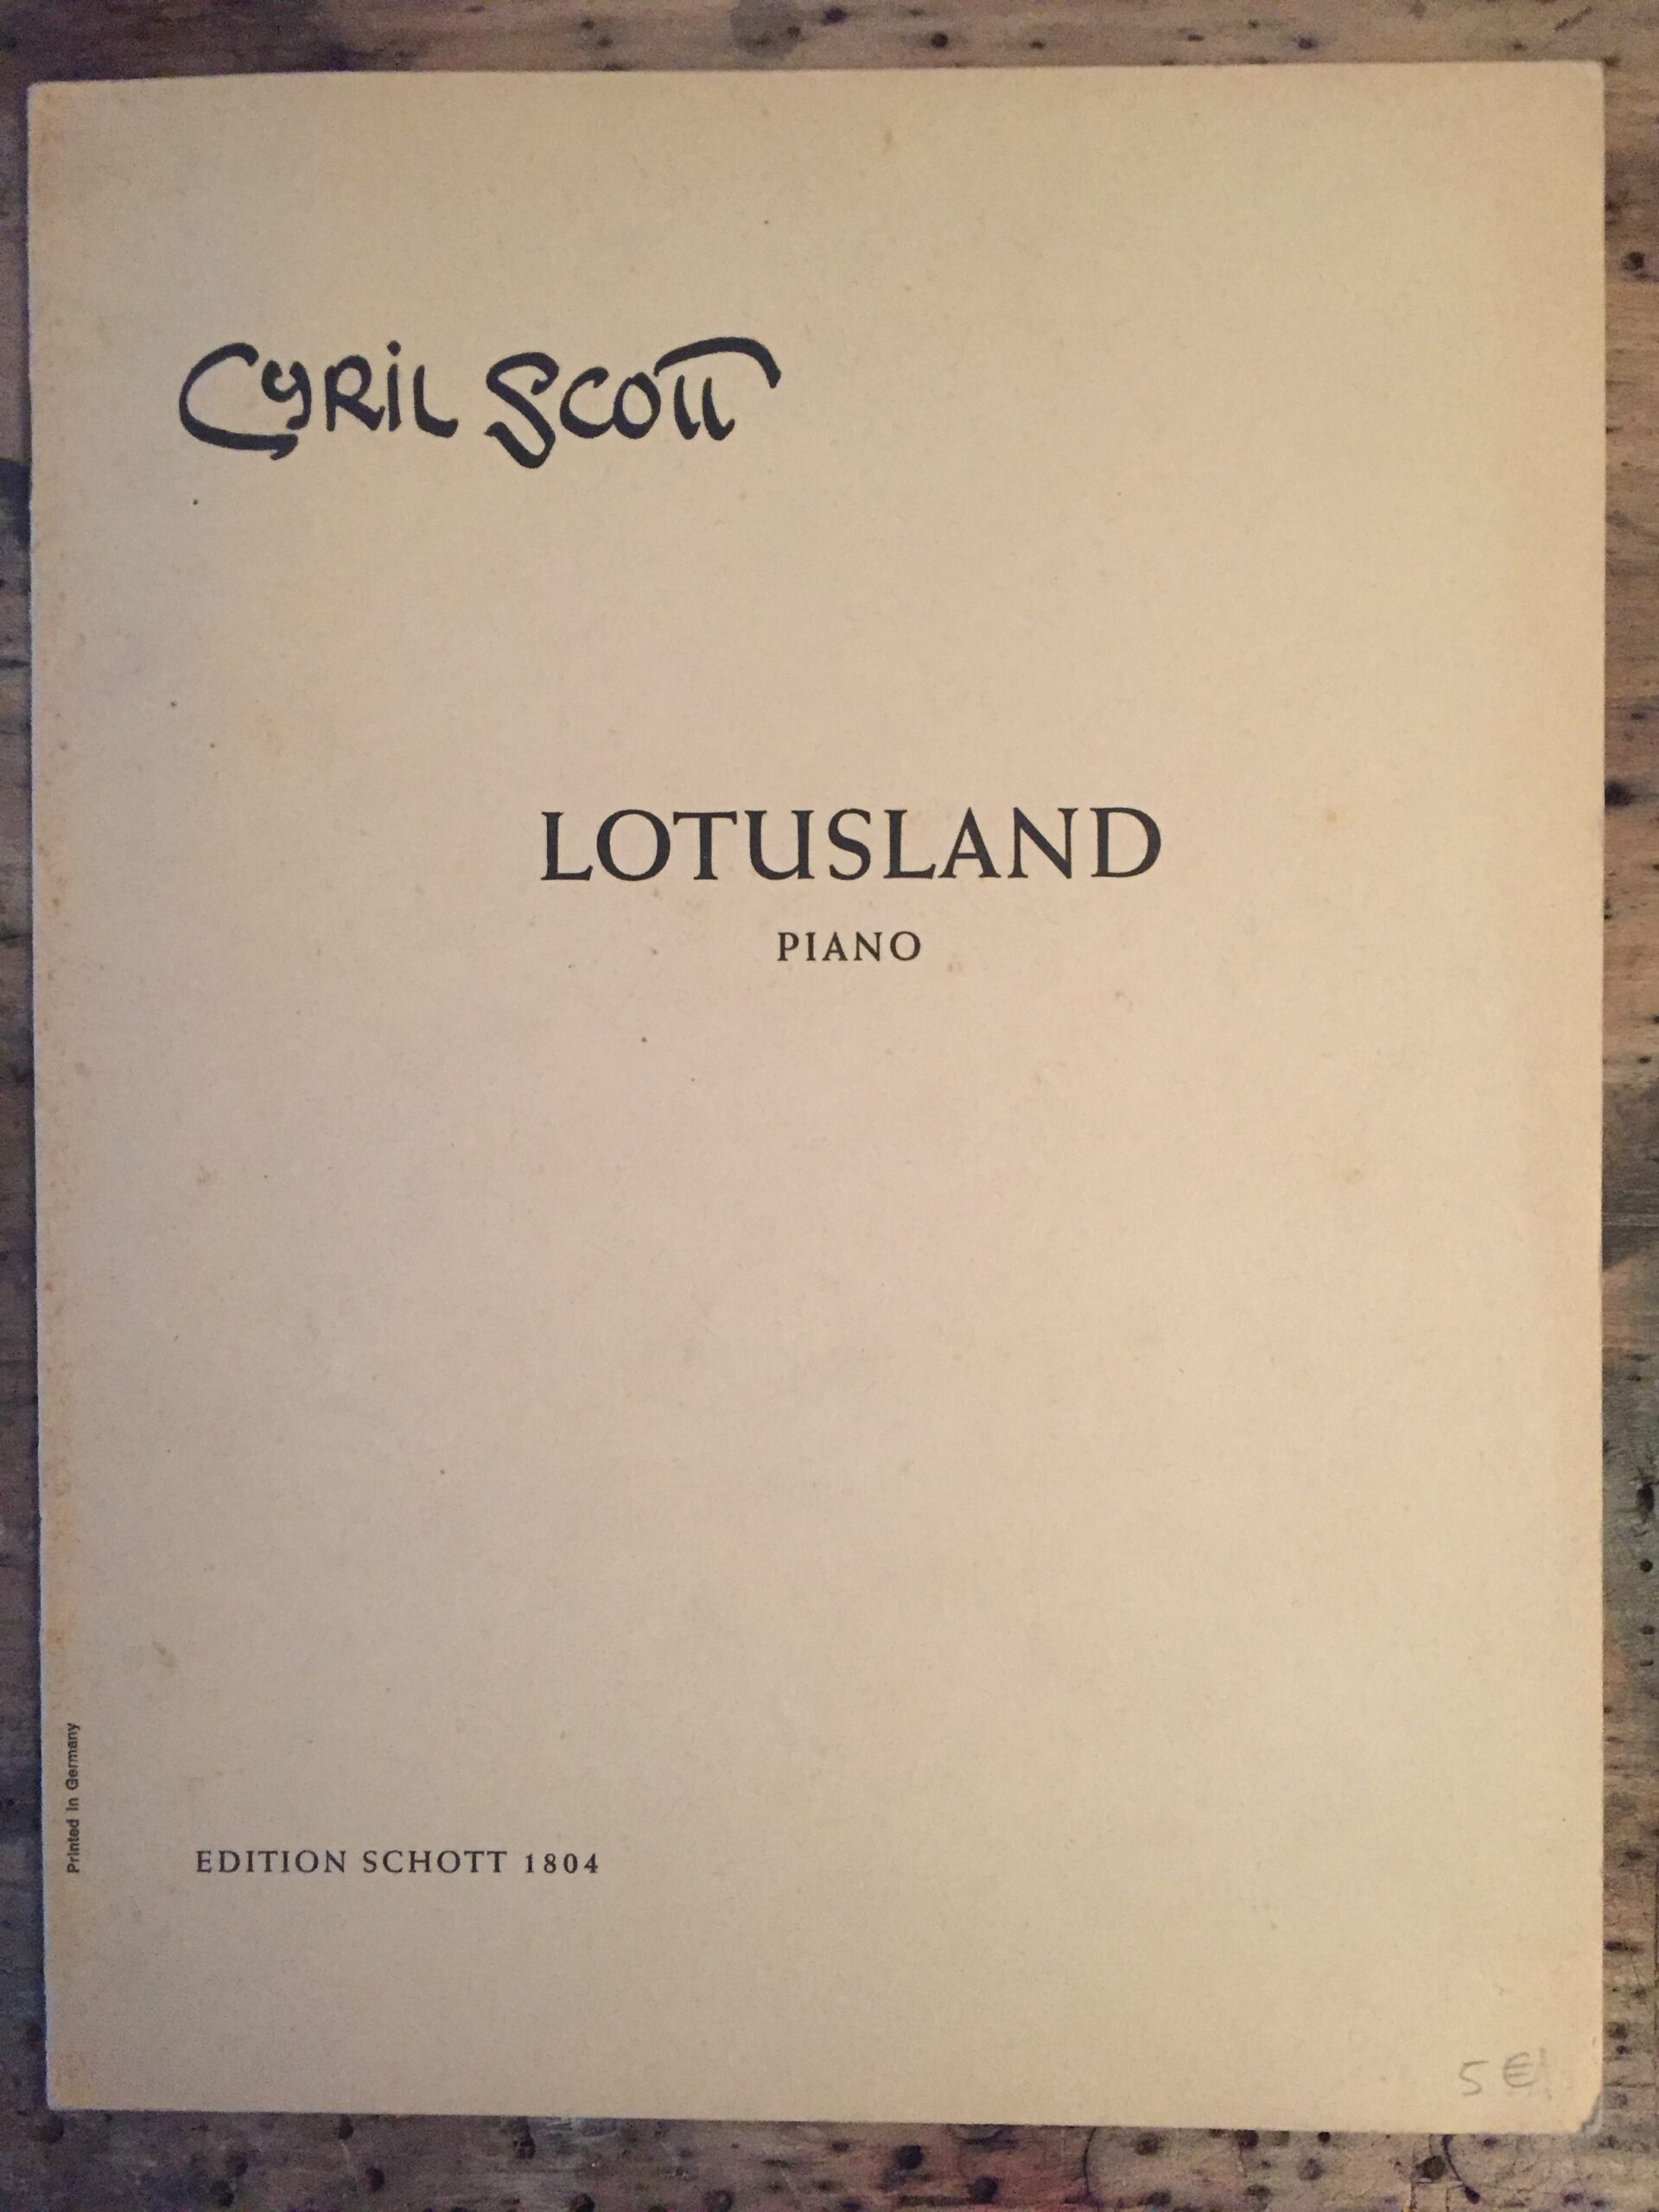 CyRiL Scott
LOTUSLAND
PIANO
Printed in Germany
EDITION SCHOTT 1804
5 €